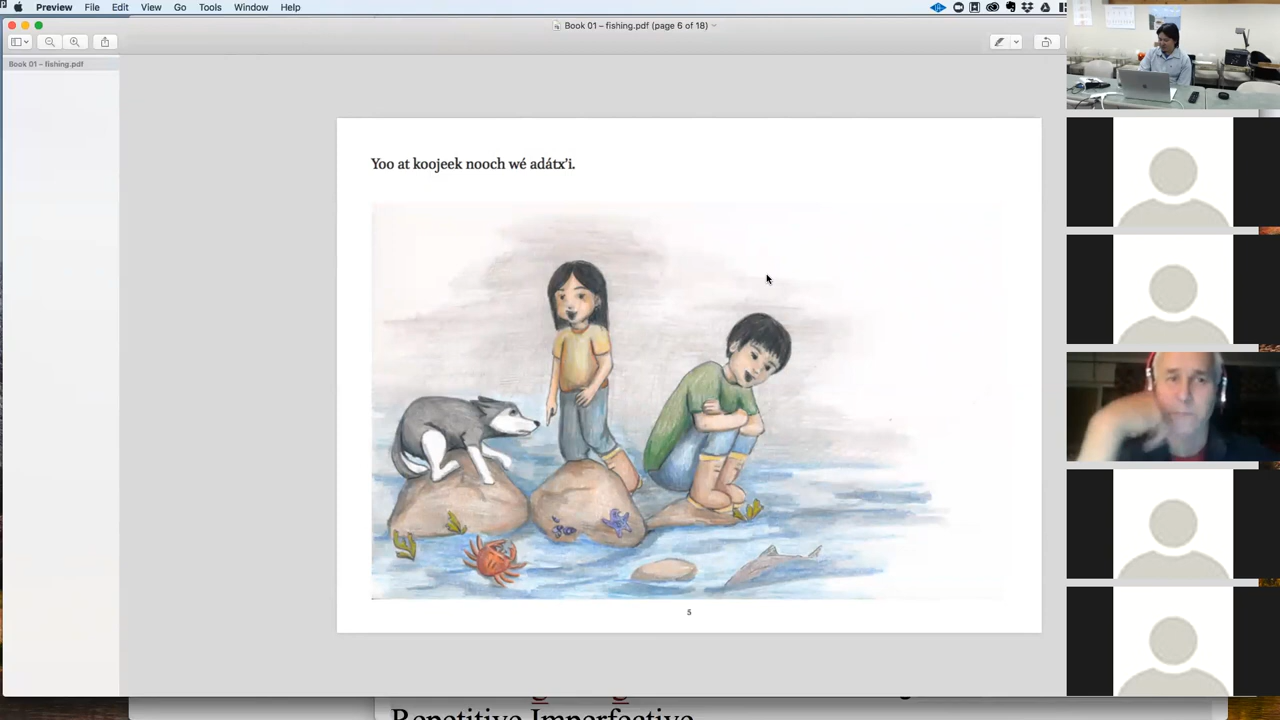 Preview File Edit View Go Tools Window Help
Book 01 – fishing.pdf (page 6 of 18)
Book 01 – fishing.pdf
Yoo at koojeek nooch wé adátx'i.
5
Repetitive Imperfective